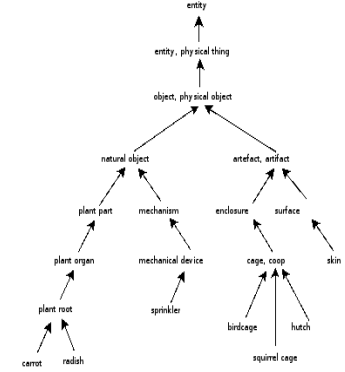 entity
entity, physical thing
object, physical object
natural object
artefact, artifact
plant part
mechanism
enclosure
surface
plant organ
mechanical device
cage, coop
skin
plant root
sprinkler
birdcage
hutch
squirrel cage
carrot
radish